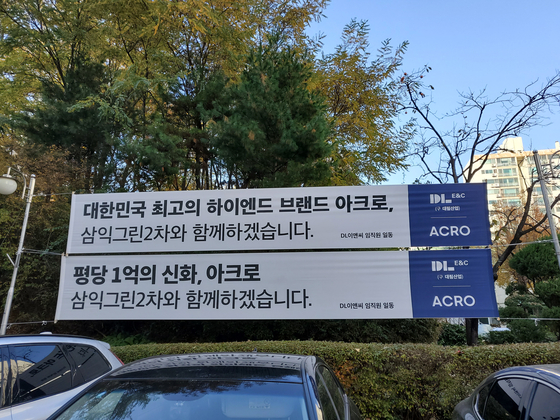 대한민국 최고의 하이엔드 브랜드 아크로,
삼익그린2차와 함께하겠습니다.
DL이앤씨 임직원 일동
DL E&C
(구 대림산업)
ACRO
평당 1억의 신화, 아크로
삼익그린2차와 함께하겠습니다.
DL이앤씨 임직원 일동
DL E&C
(구 대림산업)
ACRO